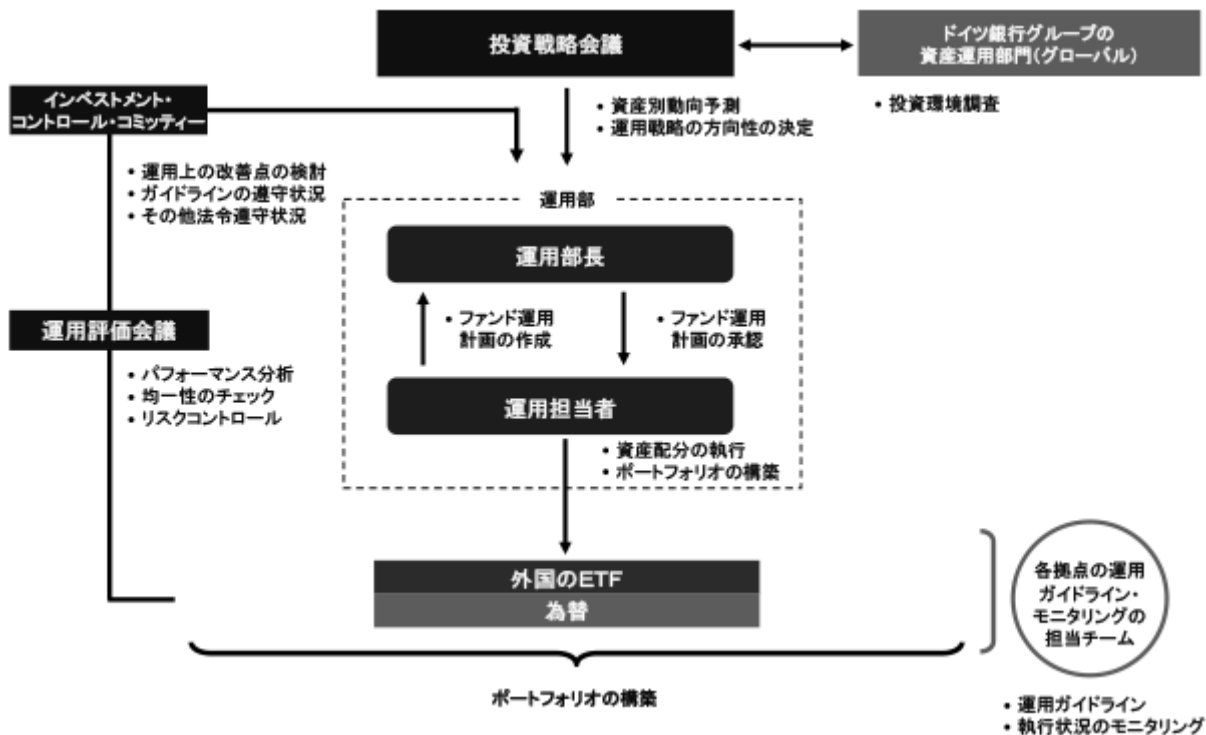 投資戦略会議
ドイツ銀行グループの
資産運用部門(グローバル)
インベストメント・
コントロール・コミッティー
• 資産別動向予測
• 運用戦略の方向性の決定
• 投資環境調査
• 運用上の改善点の検討
• ガイドラインの遵守状況
• その他法令遵守状況
運用部
運用部長
• ファンド運用
計画の作成
• ファンド運用
計画の承認
運用評価会議
• パフォーマンス分析
• 均一性のチェック
• リスクコントロール
運用担当者
• 資産配分の執行
• ポートフォリオの構築
外国のETF
為替
各拠点の運用
ガイドライン・
モニタリングの
担当チーム
ポートフォリオの構築
• 運用ガイドライン
• 執行状況のモニタリング